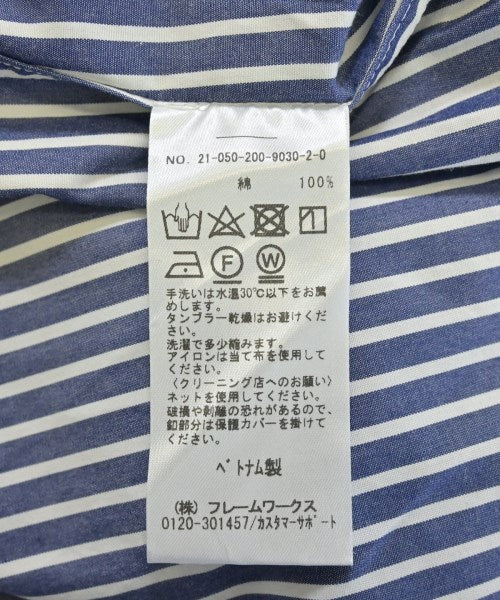 NO. 21-050-200-9030-2-0
綿 100%
F W
手洗いは水温30℃以下をお薦
めします。
タンブラー乾燥はお避けくだ
さい。
洗濯で多少縮みます。
アイロンは当て布を使用して
ください。
〈クリーニング店へのお願い〉
ネットを使用してください。
破損や剥離の恐れがあるので、
釦部分は保護カバーを掛けて
ください。
ベトナム製
(株) フレームワークス
0120-301457/カスタマーサポート